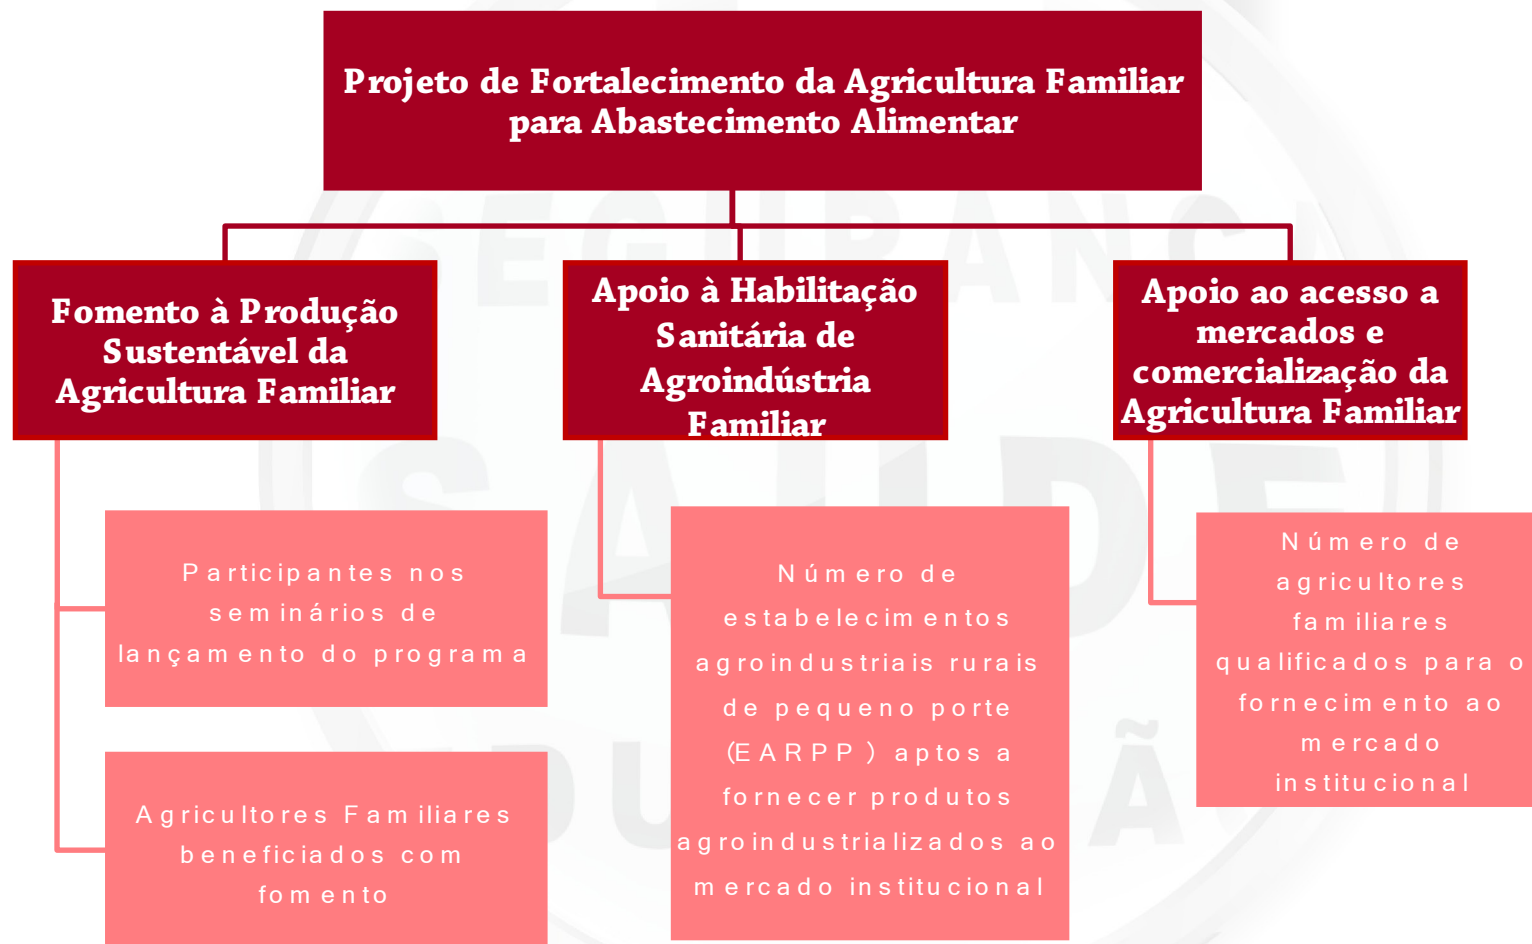 Projeto de Fortalecimento da Agricultura Familiar
para Abastecimento Alimentar
Fomento à Produção
Sustentável da
Agricultura Familiar
Apoio à Habilitação
Sanitária de
Agroindústria
Familiar
Apoio ao acesso a
mercados e
comercialização da
Agricultura Familiar
Participantes nos
seminários de
lançamento do programa
Agricultores Familiares
beneficiados com
fomento
Número de
estabelecimentos
agroindustriais rurais
de pequeno porte
(EARPP) aptos a
fornecer produtos
agroindustrializados ao
mercado institucional
Número de
agricultores
familiares
qualificados para o
fornecimento ao
mercado
institucional
SEGURANÇ
SAÚDE